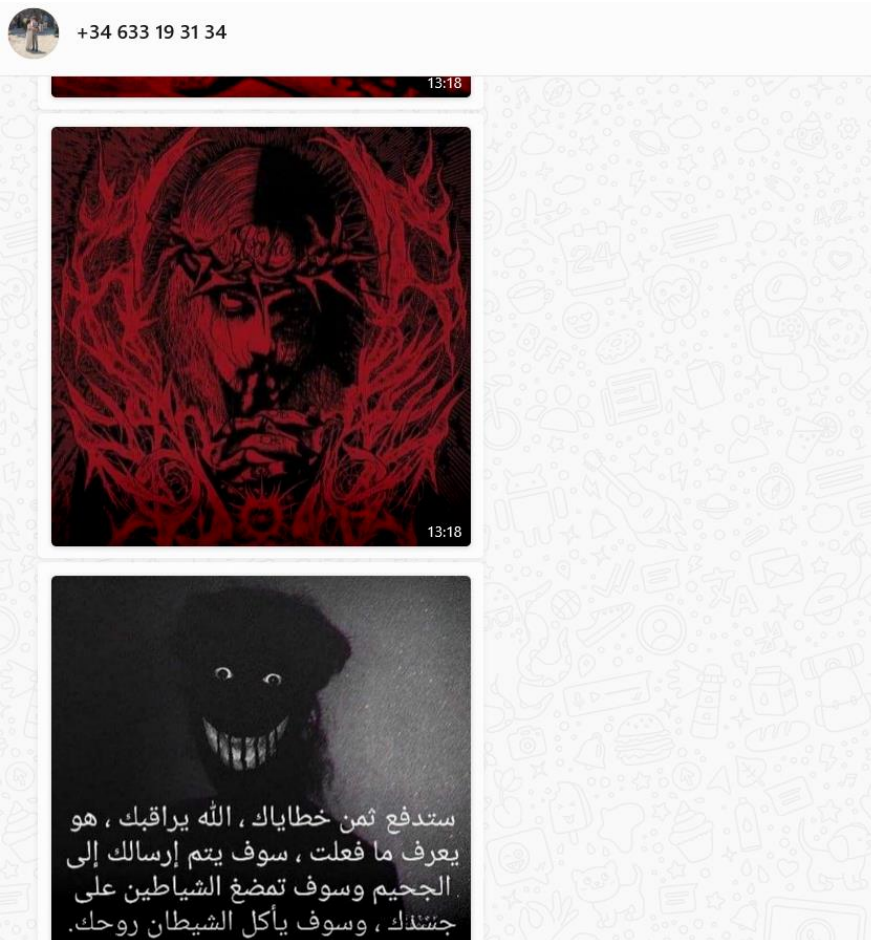 +34 633 19 31 34
13:18
13:18
ستدفع ثمن خطاياك ، الله يراقبك ، هو
يعرف ما فعلت ، سوف يتم إرسالك إلى
الجحيم وسوف تمضغ الشياطين على
جسدك ، وسوف يأكل الشيطان روحك.